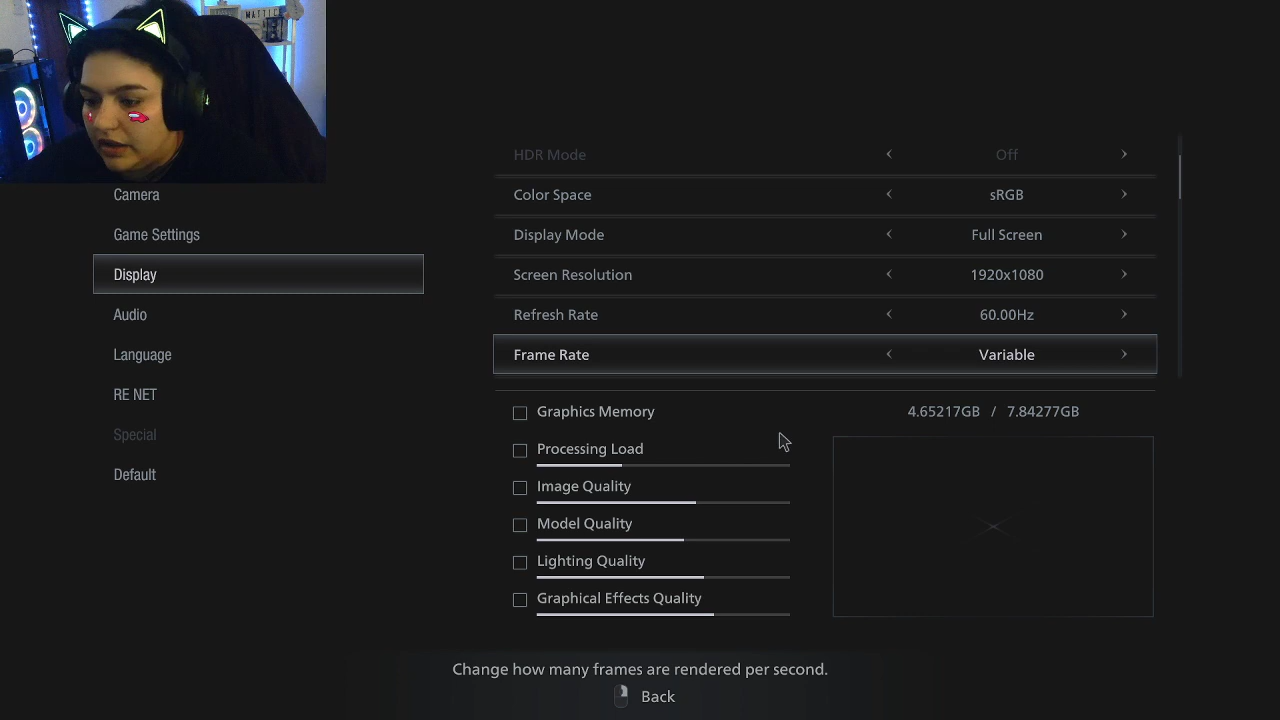 Camera
Game Settings
Display
Audio
Language
RE NET
Special
Default
HDR Mode Off
Color Space sRGB
Display Mode Full Screen
Screen Resolution 1920x1080
Refresh Rate 60.00Hz
Frame Rate Variable
Graphics Memory 4.65217GB / 7.84277GB
Processing Load
Image Quality
Model Quality
Lighting Quality
Graphical Effects Quality
Change how many frames are rendered per second.
Back